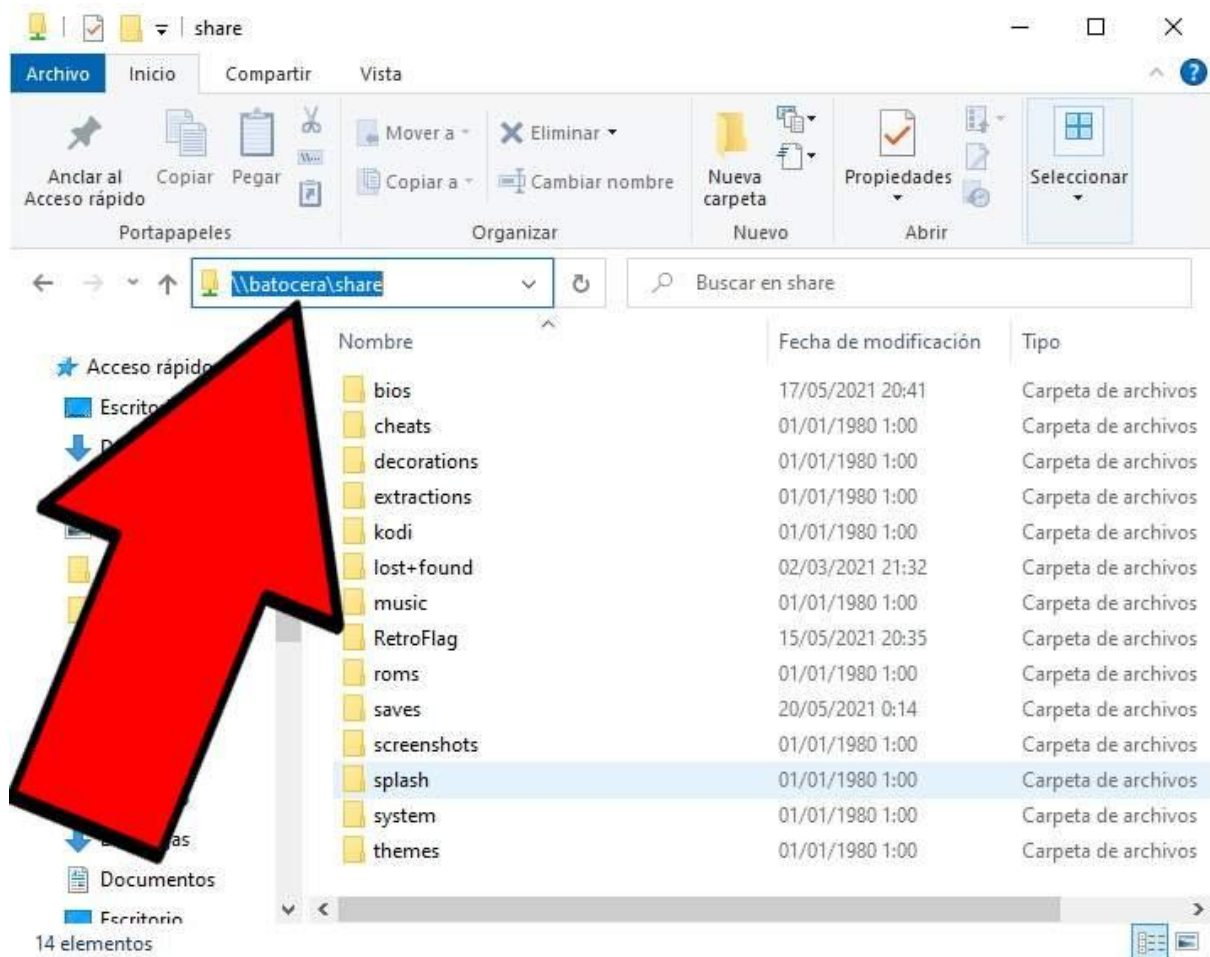 share
Archivo Inicio Compartir Vista
Anclar al Acceso rápido
Copiar
Pegar
Mover a
Copiar a
Eliminar
Cambiar nombre
Nueva carpeta
Propiedades
Seleccionar
Portapapeles Organizar Nuevo Abrir
\\batocera\share
Buscar en share
Nombre Fecha de modificación Tipo
Acceso rápido
bios 17/05/2021 20:41 Carpeta de archivos
cheats 01/01/1980 1:00 Carpeta de archivos
decorations 01/01/1980 1:00 Carpeta de archivos
extractions 01/01/1980 1:00 Carpeta de archivos
kodi 01/01/1980 1:00 Carpeta de archivos
lost+found 02/03/2021 21:32 Carpeta de archivos
music 01/01/1980 1:00 Carpeta de archivos
RetroFlag 15/05/2021 20:35 Carpeta de archivos
roms 01/01/1980 1:00 Carpeta de archivos
saves 20/05/2021 0:14 Carpeta de archivos
screenshots 01/01/1980 1:00 Carpeta de archivos
splash 01/01/1980 1:00 Carpeta de archivos
system 01/01/1980 1:00 Carpeta de archivos
themes 01/01/1980 1:00 Carpeta de archivos
Documentos
Escritorio
14 elementos